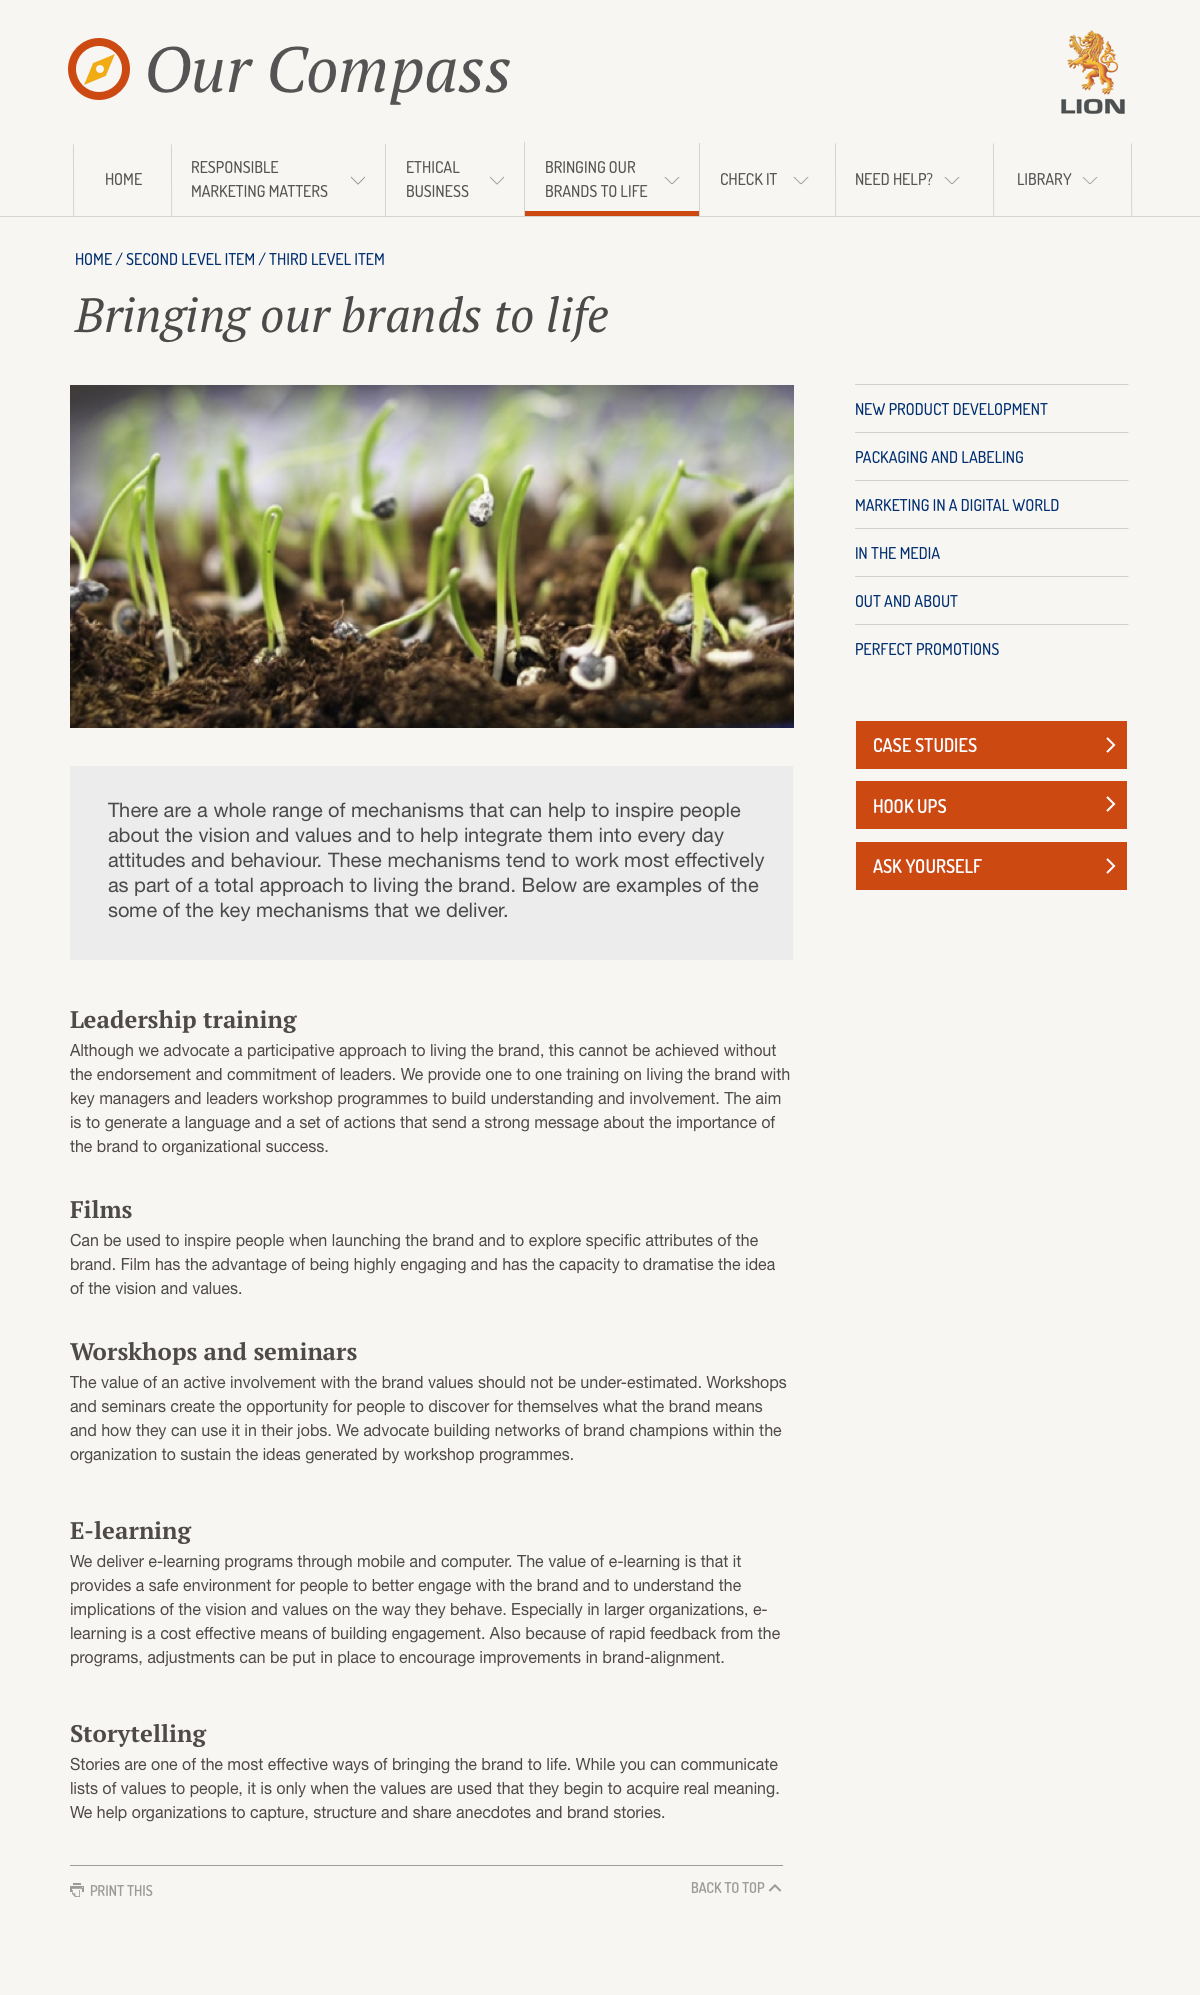 Our Compass
LION
HOME
RESPONSIBLE
MARKETING MATTERS
ETHICAL
BUSINESS
BRINGING OUR
BRANDS TO LIFE
CHECK IT
NEED HELP?
LIBRARY
HOME / SECOND LEVEL ITEM / THIRD LEVEL ITEM
Bringing our brands to life
NEW PRODUCT DEVELOPMENT
PACKAGING AND LABELING
MARKETING IN A DIGITAL WORLD
IN THE MEDIA
OUT AND ABOUT
PERFECT PROMOTIONS
CASE STUDIES
HOOK UPS
ASK YOURSELF
There are a whole range of mechanisms that can help to inspire people
about the vision and values and to help integrate them into every day
attitudes and behaviour. These mechanisms tend to work most effectively
as part of a total approach to living the brand. Below are examples of the
some of the key mechanisms that we deliver.
Leadership training
Although we advocate a participative approach to living the brand, this cannot be achieved without
the endorsement and commitment of leaders. We provide one to one training on living the brand with
key managers and leaders workshop programmes to build understanding and involvement. The aim
is to generate a language and a set of actions that send a strong message about the importance of
the brand to organizational success.
Films
Can be used to inspire people when launching the brand and to explore specific attributes of the
brand. Film has the advantage of being highly engaging and has the capacity to dramatise the idea
of the vision and values.
Worskhops and seminars
The value of an active involvement with the brand values should not be under-estimated. Workshops
and seminars create the opportunity for people to discover for themselves what the brand means
and how they can use it in their jobs. We advocate building networks of brand champions within the
organization to sustain the ideas generated by workshop programmes.
E-learning
We deliver e-learning programs through mobile and computer. The value of e-learning is that it
provides a safe environment for people to better engage with the brand and to understand the
implications of the vision and values on the way they behave. Especially in larger organizations, e-
learning is a cost effective means of building engagement. Also because of rapid feedback from the
programs, adjustments can be put in place to encourage improvements in brand-alignment.
Storytelling
Stories are one of the most effective ways of bringing the brand to life. While you can communicate
lists of values to people, it is only when the values are used that they begin to acquire real meaning.
We help organizations to capture, structure and share anecdotes and brand stories.
PRINT THIS
BACK TO TOP